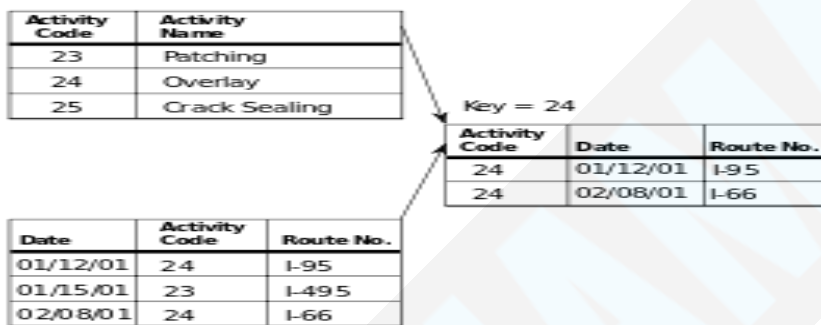 Activity Code Activity Name
23 Patching
24 Overlay
25 Crack Sealing
Key = 24
Activity Code Date Route No.
24 01/12/01 I-95
24 02/08/01 I-66
Date Activity Code Route No.
01/12/01 24 I-95
01/15/01 23 I-495
02/08/01 24 I-66